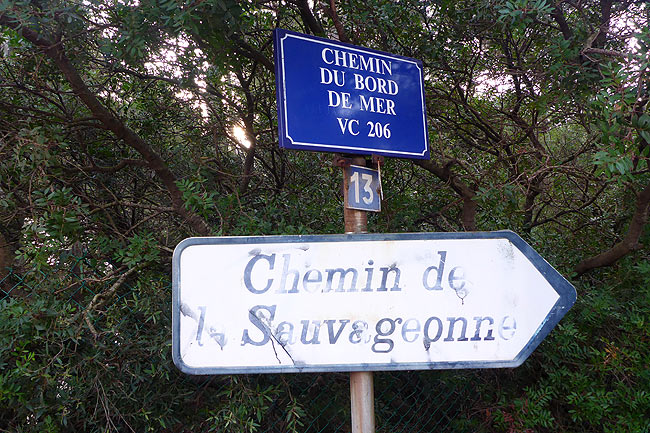 CHEMIN
DU BORD
DE MER
VC 206
13
Chemin de
la Sauvageonne